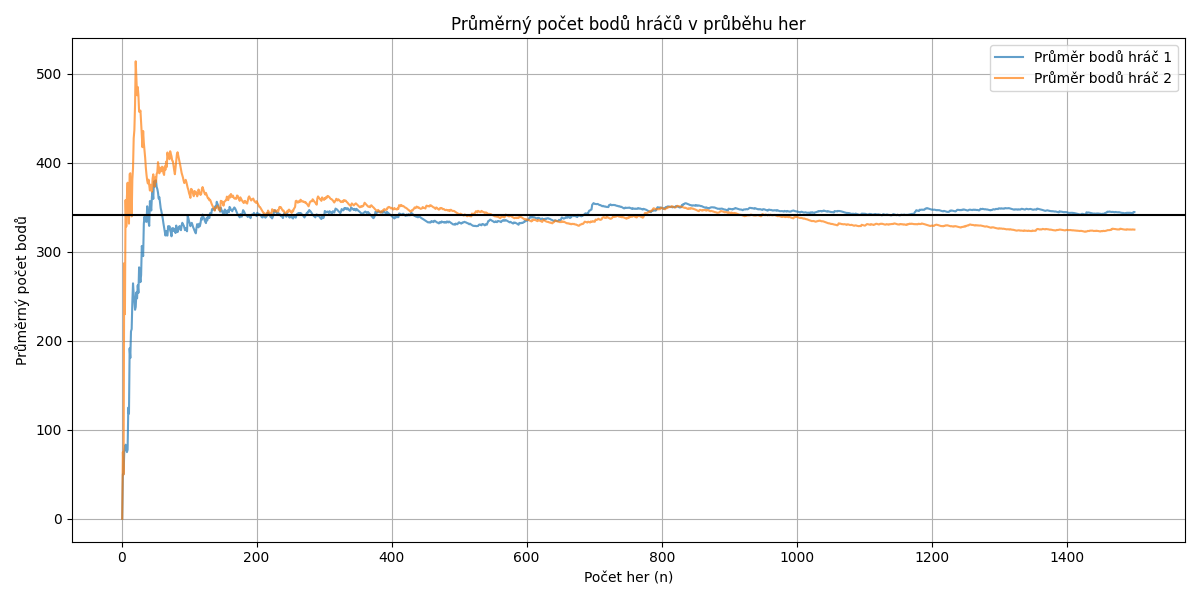 Průměrný počet bodů hráčů v průběhu her
Průměr bodů hráč 1
Průměr bodů hráč 2
Průměrný počet bodů
500
400
300
200
100
0
0 200 400 600 800 1000 1200 1400
Počet her (n)